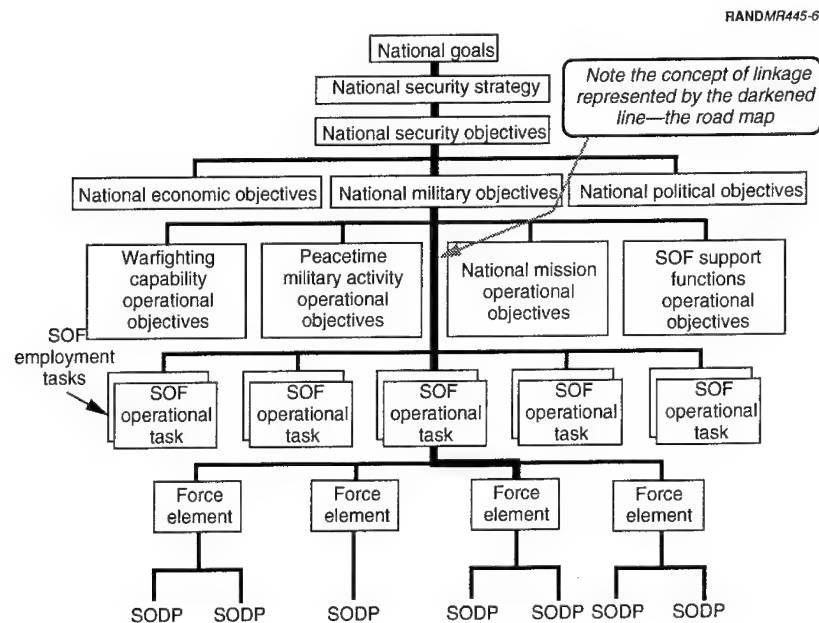 RANDMR445-6
National goals
National security strategy
Note the concept of linkage
represented by the darkened
line—the road map
National security objectives
National economic objectives
National military objectives
National political objectives
Warfighting
capability
operational
objectives
Peacetime
military activity
operational
objectives
National mission
operational
objectives
SOF support
functions
operational
objectives
SOF
employment
tasks
SOF
operational
task
SOF
operational
task
SOF
operational
task
SOF
operational
task
SOF
operational
task
Force
element
Force
element
Force
element
Force
element
SODP
SODP
SODP
SODP
SODP
SODP
SODP